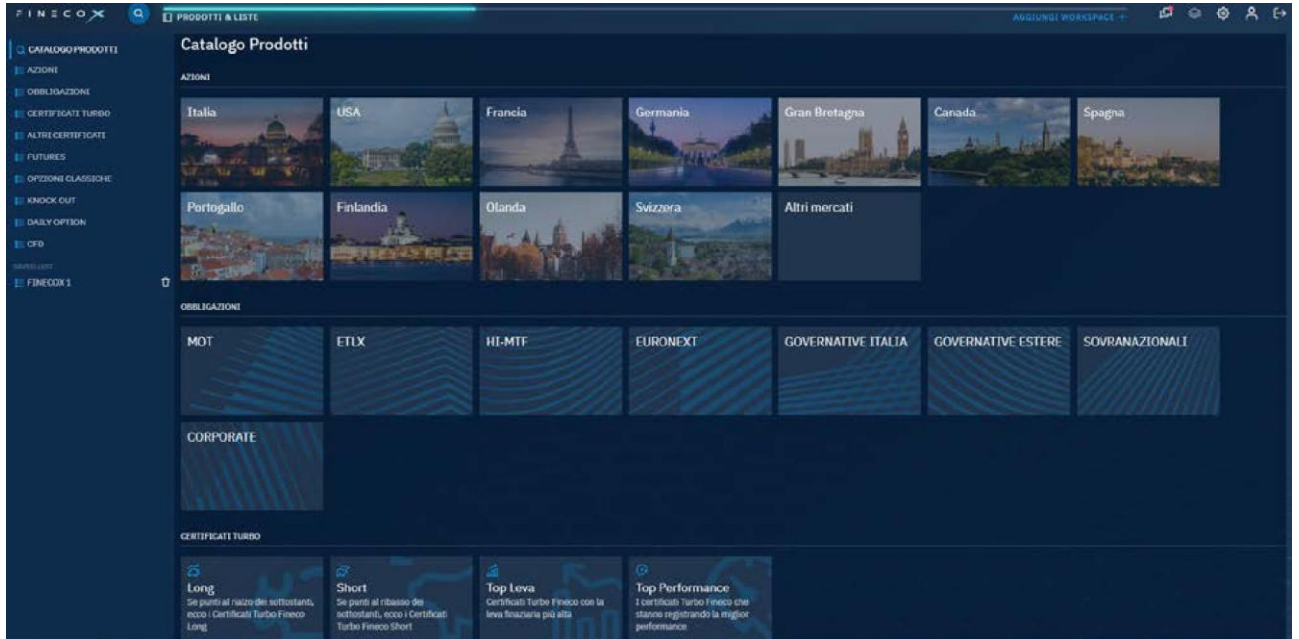 FINECOX
PRODOTTI & LISTE
AGGIUNGI WORKSPACE +
CATALOGO PRODOTTI
AZIONI
OBBLIGAZIONI
CERTIFICATI TURBO
ALTRI CERTIFICATI
FUTURES
OPZIONI CLASSICHE
KNOCK OUT
DAILY OPTION
CFD
SAVED LIST
FINECOX 1
Catalogo Prodotti
AZIONI
Italia
USA
Francia
Germania
Gran Bretagna
Canada
Spagna
Portogallo
Finlandia
Olanda
Svizzera
Altri mercati
OBBLIGAZIONI
MOT
ETLX
HI-MTF
EURONEXT
GOVERNATIVE ITALIA
GOVERNATIVE ESTERE
SOVRANAZIONALI
CORPORATE
CERTIFICATI TURBO
Long
Se punti al rialzo dei sottostanti,
ecco i Certificati Turbo Fineco
Long
Short
Se punti al ribasso dei
sottostanti, ecco i Certificati
Turbo Fineco Short
Top Leva
Certificati Turbo Fineco con la
leva finaziaria più alta
Top Performance
I certificati Turbo Fineco che
stanno registrando la miglior
performance